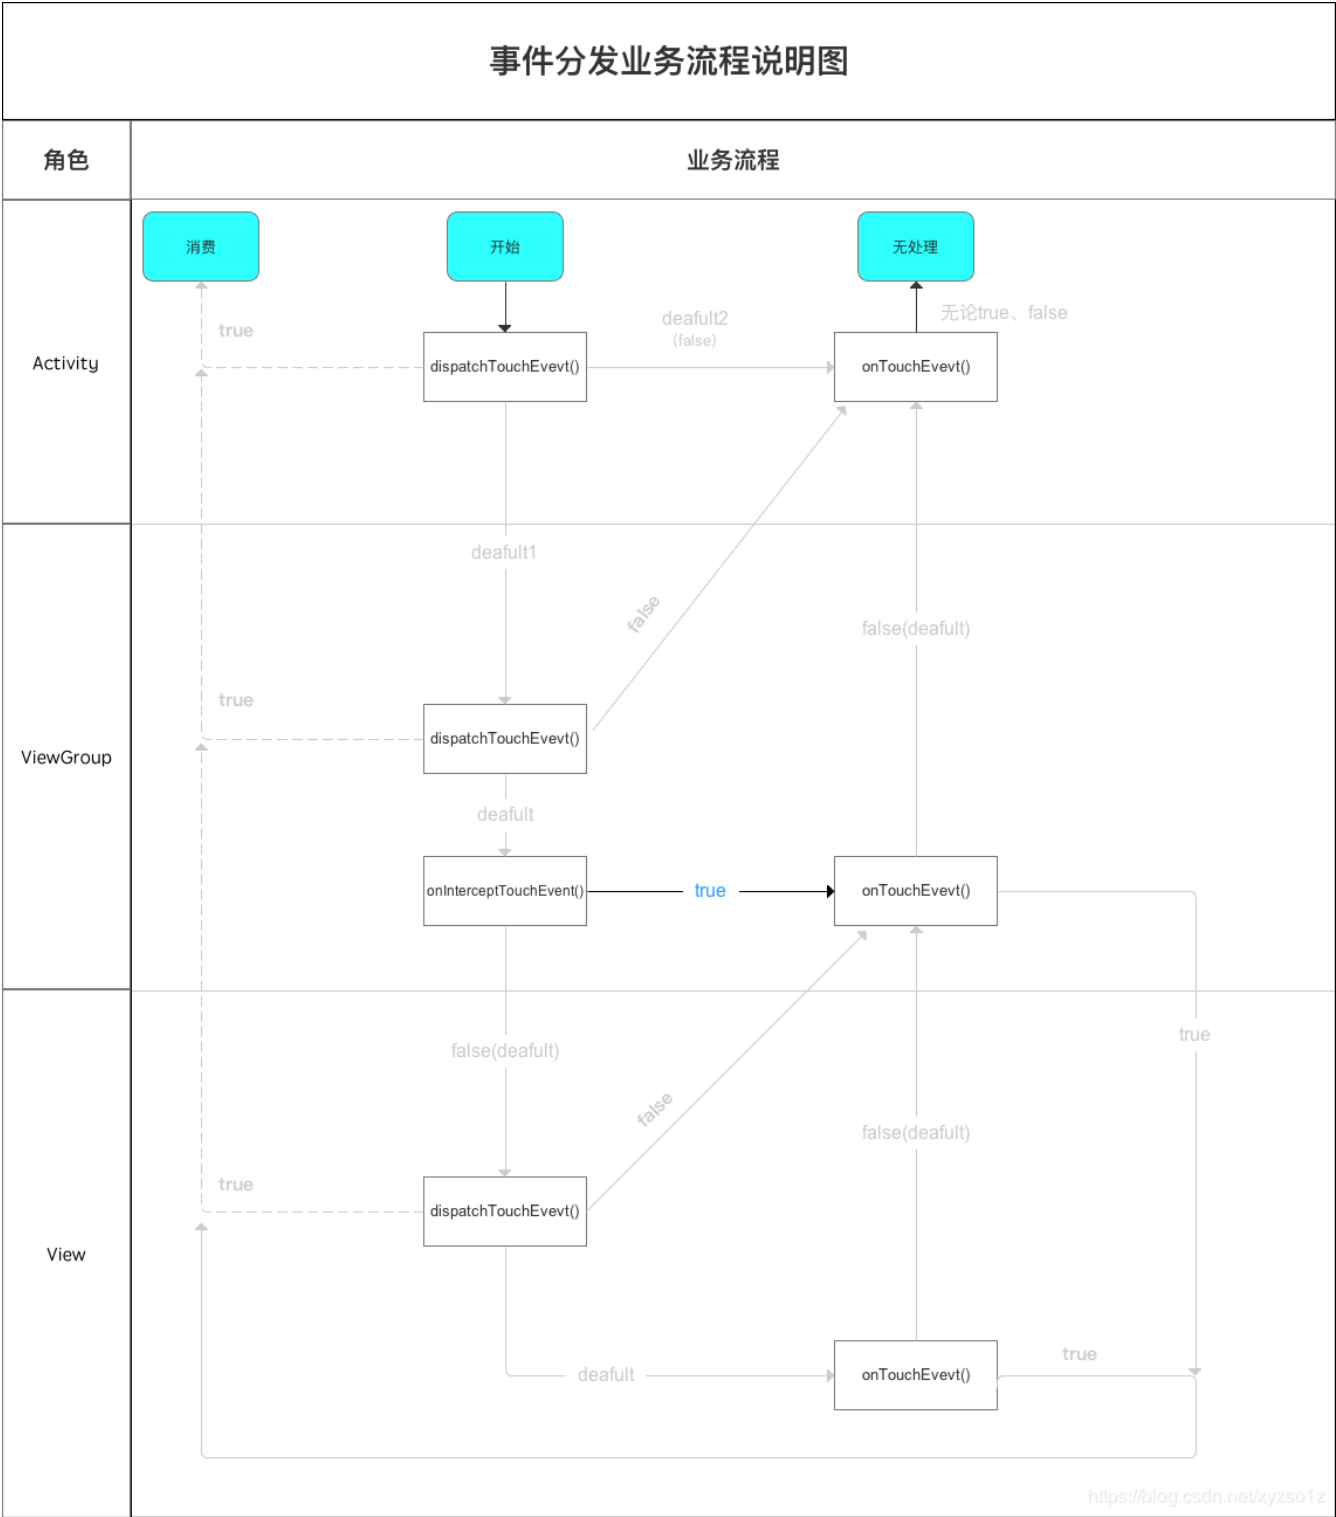 事件分发业务流程说明图
角色
业务流程
消费
开始
无处理
true
deafult2
(false)
无论true、false
Activity
dispatchTouchEvevt()
onTouchEvevt()
deafult1
false
false(deafult)
true
ViewGroup
dispatchTouchEvevt()
deafult
onInterceptTouchEvent()
true
onTouchEvevt()
true
false(deafult)
false
false(deafult)
true
dispatchTouchEvevt()
View
deafult
onTouchEvevt()
true
https://blog.csdn.net/xyzso1z